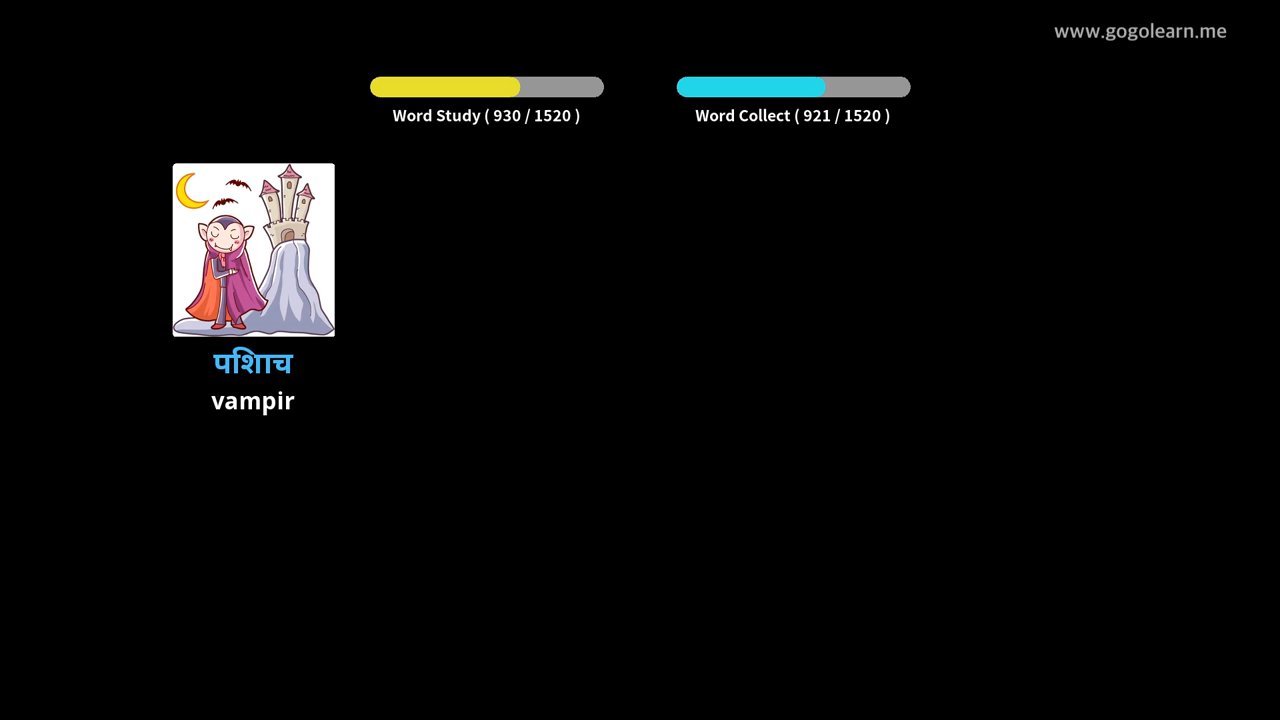 www.gogolearn.me
Word Study ( 930 / 1520 )
Word Collect ( 921 / 1520 )
पशिाच
vampir